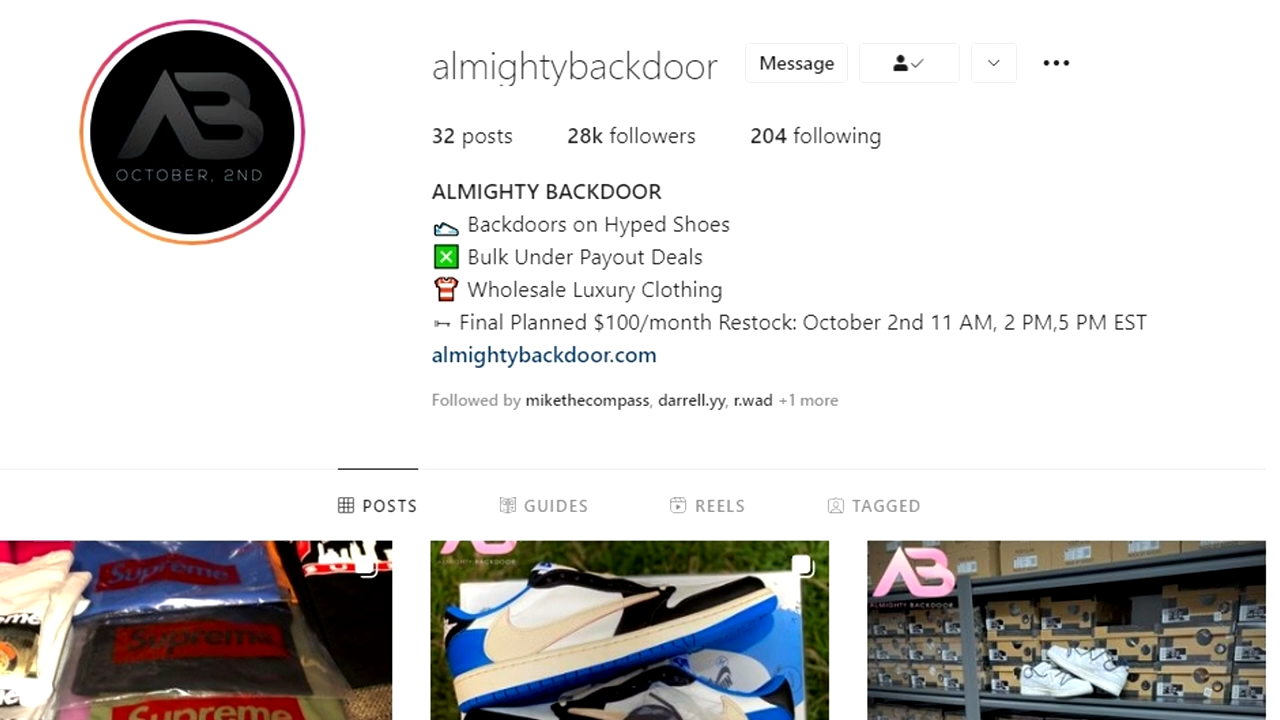 almightybackdoor
Message
32 posts
28k followers
204 following
ALMIGHTY BACKDOOR
Backdoors on Hyped Shoes
Bulk Under Payout Deals
Wholesale Luxury Clothing
Final Planned $100/month Restock: October 2nd 11 AM, 2 PM,5 PM EST
almightybackdoor.com
Followed by mikethecompass, darrell.yy, r.wad +1 more
AB
OCTOBER, 2ND
POSTS
GUIDES
REELS
TAGGED
Supreme
Supreme
Supreme
ALMIGHTY BACKDOOR
AB
ALMIGHTY BACKDOOR